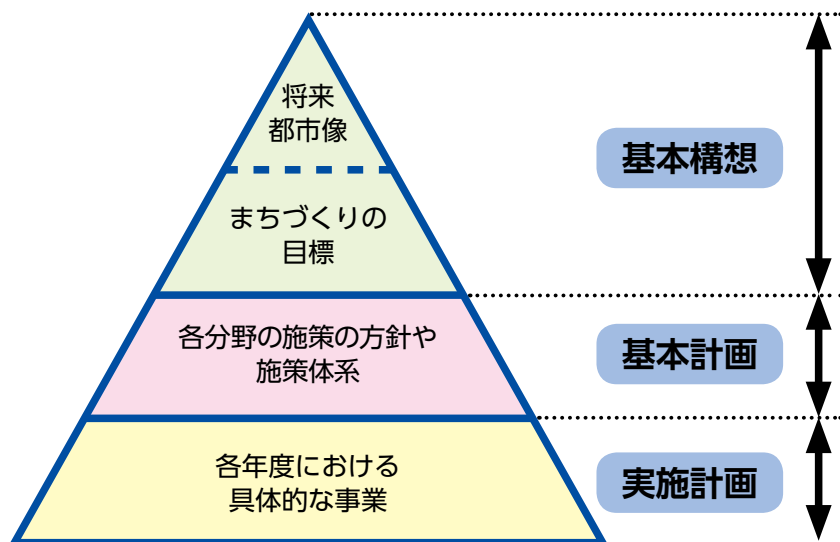 将来
都市像
基本構想
まちづくりの
目標
各分野の施策の方針や
施策体系
基本計画
各年度における
具体的な事業
実施計画